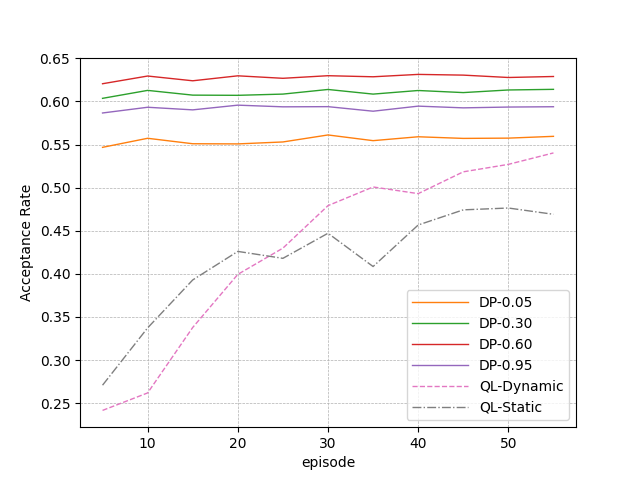 0.65
0.60
0.55
0.50
0.45
0.40
0.35
0.30
0.25
Acceptance Rate
10 20 30 40 50
episode
DP-0.05
DP-0.30
DP-0.60
DP-0.95
QL-Dynamic
QL-Static